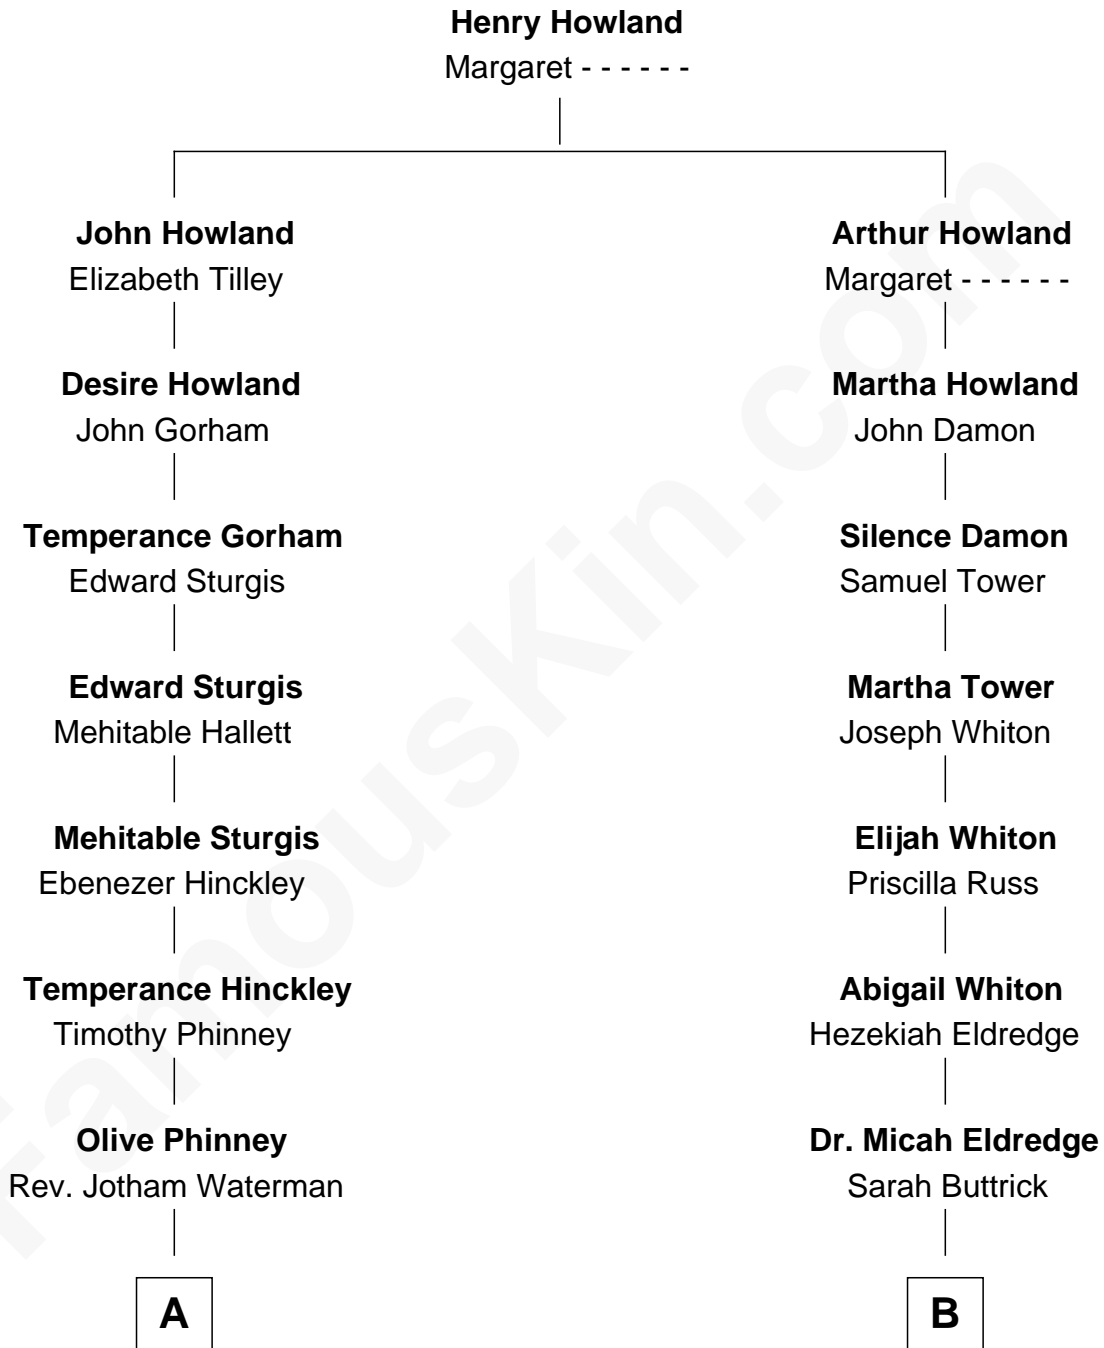 Henry Howland
Margaret - - - - - -
John Howland
Elizabeth Tilley
Arthur Howland
Margaret - - - - - -
Desire Howland
John Gorham
Martha Howland
John Damon
Temperance Gorham
Edward Sturgis
Silence Damon
Samuel Tower
Edward Sturgis
Mehitable Hallett
Martha Tower
Joseph Whiton
Mehitable Sturgis
Ebenezer Hinckley
Elijah Whiton
Priscilla Russ
Temperance Hinckley
Timothy Phinney
Abigail Whiton
Hezekiah Eldredge
Olive Phinney
Rev. Jotham Waterman
Dr. Micah Eldredge
Sarah Buttrick
A
B
FamousKin.com